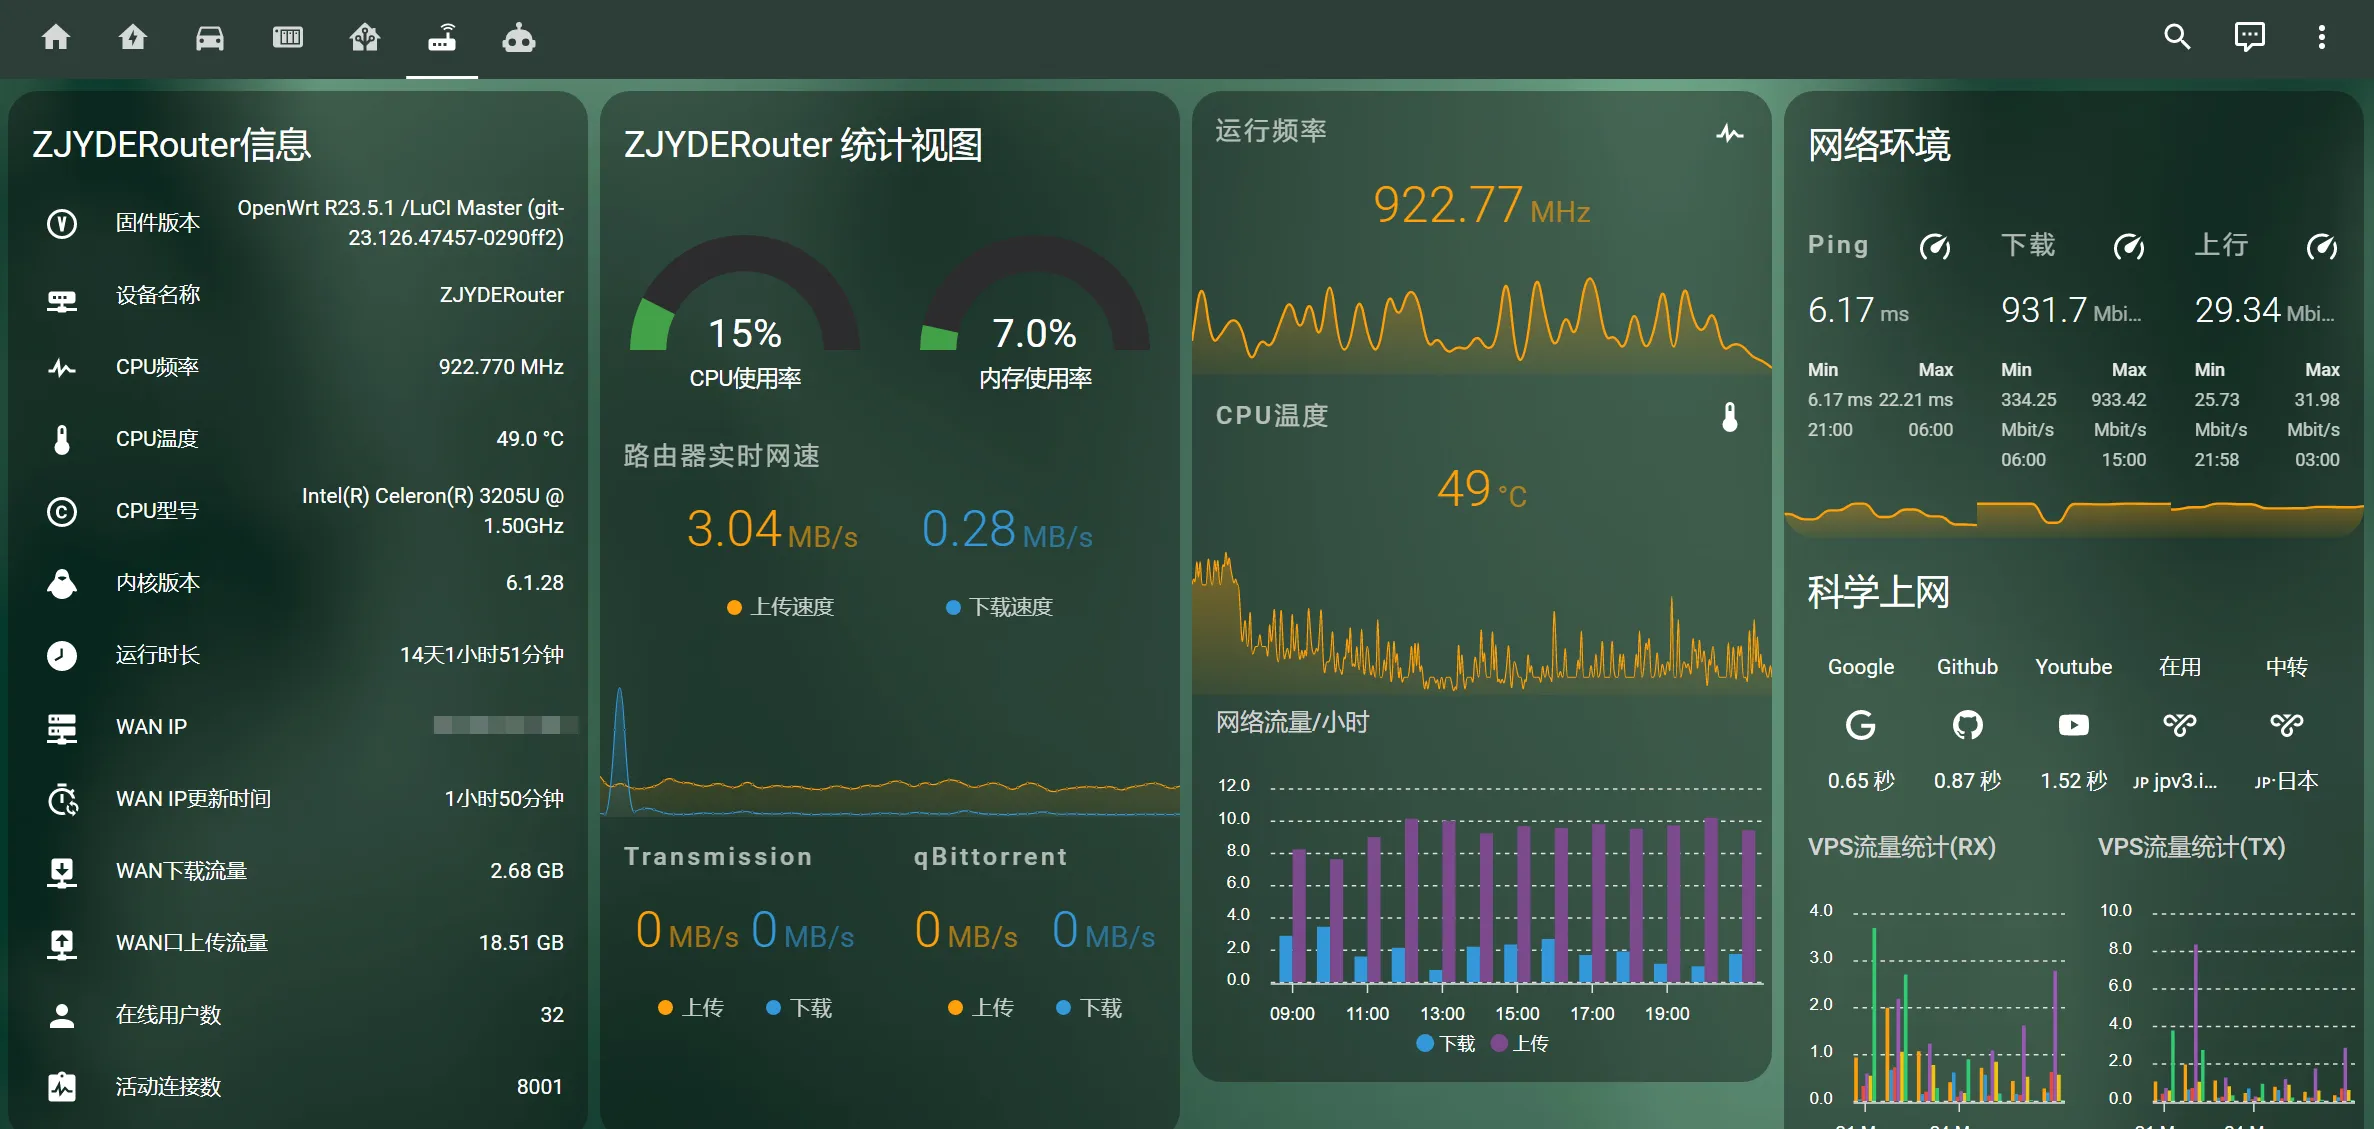 ZJYDERouter信息
固件版本
OpenWrt R23.5.1 /LuCI Master (git-
23.126.47457-0290ff2)
设备名称
ZJYDERouter
CPU频率
922.770 MHz
CPU温度
49.0 °C
CPU型号
Intel(R) Celeron(R) 3205U @
1.50GHz
内核版本
6.1.28
运行时长
14天1小时51分钟
WAN IP
WAN IP更新时间
1小时50分钟
WAN下载流量
2.68 GB
WAN口上传流量
18.51 GB
在线用户数
32
活动连接数
8001
ZJYDERouter 统计视图
15%
CPU使用率
7.0%
内存使用率
路由器实时网速
3.04 MB/s
0.28 MB/s
上传速度
下载速度
Transmission
qBittorrent
0 MB/s 0 MB/s
0 MB/s 0 MB/s
上传 下载
上传 下载
运行频率
922.77 MHz
CPU温度
49 °C
网络流量/小时
12.0
10.0
8.0
6.0
4.0
2.0
0.0
09:00 11:00 13:00 15:00 17:00 19:00
下载 上传
网络环境
Ping
6.17 ms
Min Max
6.17 ms 22.21 ms
21:00 06:00
下载
931.7 Mbi...
Min Max
334.25 933.42
Mbit/s Mbit/s
06:00 15:00
上行
29.34 Mbi...
Min Max
25.73 31.98
Mbit/s Mbit/s
21:58 03:00
科学上网
Google Github Youtube 在用 中转
0.65 秒 0.87 秒 1.52 秒 JP jpv3.i... JP·日本
VPS流量统计(RX)
4.0
3.0
2.0
1.0
0.0
VPS流量统计(TX)
10.0
8.0
6.0
4.0
2.0
0.0